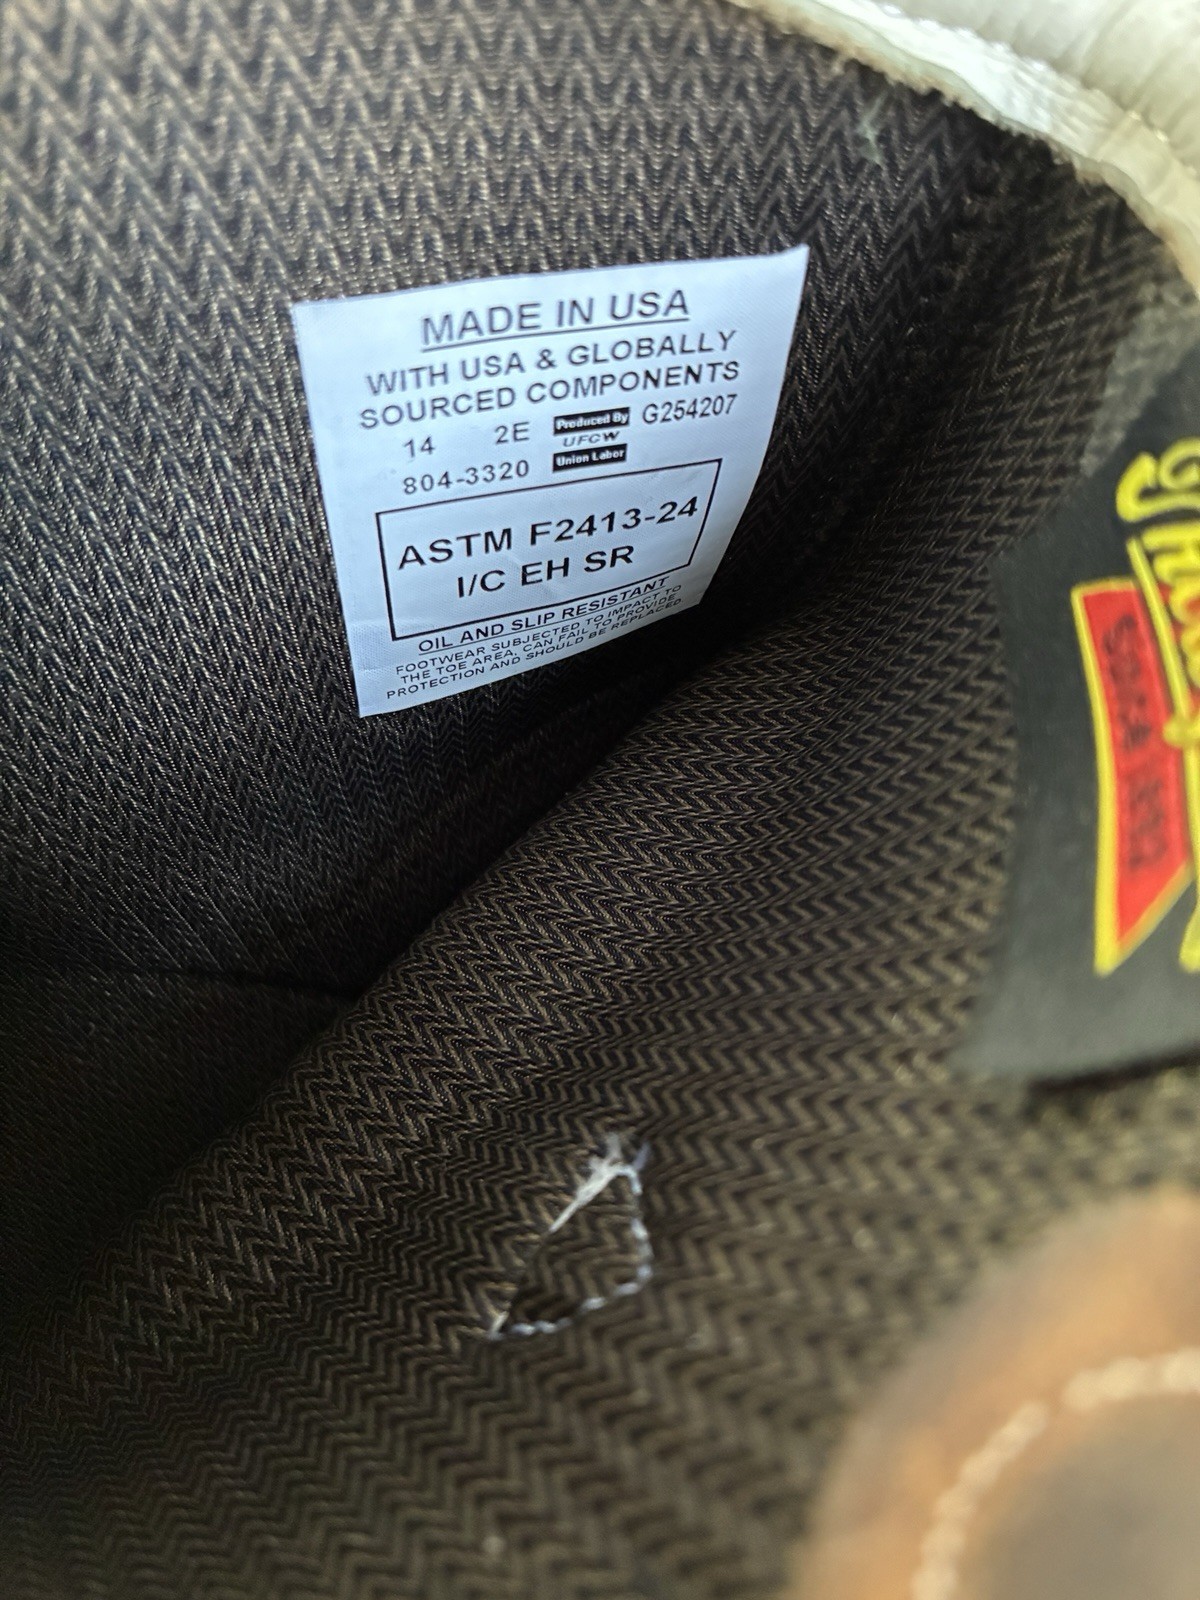 MADE IN USA
WITH USA & GLOBALLY
SOURCED COMPONENTS
14 2E Produced By G254207
UFCW
804-3320 Union Labor
ASTM F2413-24
I/C EH SR
OIL AND SLIP RESISTANT
FOOTWEAR SUBJECTED TO IMPACT TO
THE TOE AREA, CAN FAIL TO PROVIDE
PROTECTION AND SHOULD BE REPLACED